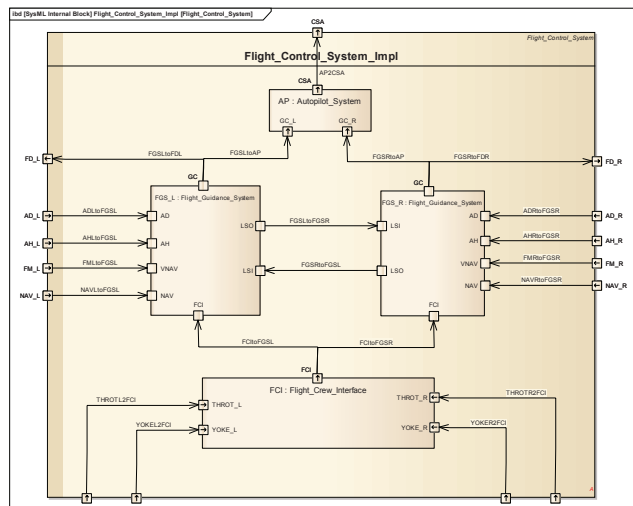 ibd [SysML Internal Block] Flight_Control_System_Impl [Flight_Control_System]
CSA
Flight_Control_System
Flight_Control_System_Impl
CSA
AP2CSA
AP : Autopilot_System
GC_L
GC_R
FD_L
FGSLtoFDL
FGSLtoAP
FGSRtoAP
FGSRtoFDR
FD_R
GC
GC
FGS_L : Flight_Guidance_System
FGS_R : Flight_Guidance_System
AD_L
ADLtoFGSL
AD
LSO
FGSLtoFGSR
LSI
AD
ADRtoFGSR
AD_R
AH_L
AHLtoFGSL
AH
AH
AHRtoFGSR
AH_R
FM_L
FMLtoFGSL
VNAV
LSI
FGSRtoFGSL
LSO
VNAV
FMRtoFGSR
FM_R
NAV_L
NAVLtoFGSL
NAV
NAV
NAVRtoFGSR
NAV_R
FCI
FCI
FCItoFGSL
FCItoFGSR
FCI
FCI : Flight_Crew_Interface
THROTL2FCI
THROT_L
THROT_R
THROTR2FCI
YOKEL2FCI
YOKE_L
YOKE_R
YOKER2FCI
A